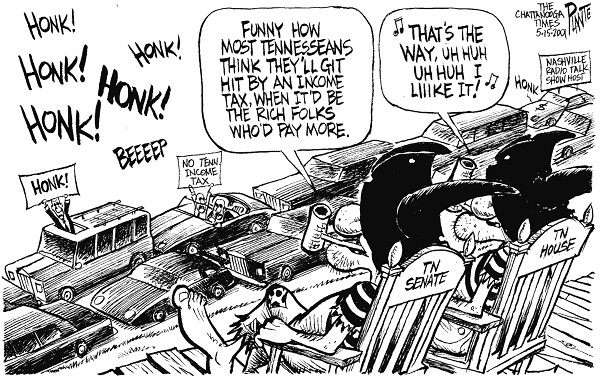 HONK!
HONK!
HONK!
HONK!
HONK!
BEEEEP
HONK!
NO TENN.
INCOME
TAX
FUNNY HOW
MOST TENNESSEANS
THINK THEY'LL GIT
HIT BY AN INCOME
TAX, WHEN IT'D BE
THE RICH FOLKS
WHO'D PAY MORE.
THAT'S THE
WAY, UH HUH
UH HUH I
LIIIKE IT!
THE
CHATTANOOGA
TIMES
5-15-2001
PLANTE
HONK
NASHVILLE
RADIO TALK
SHOW HOST
TN
SENATE
TN
HOUSE